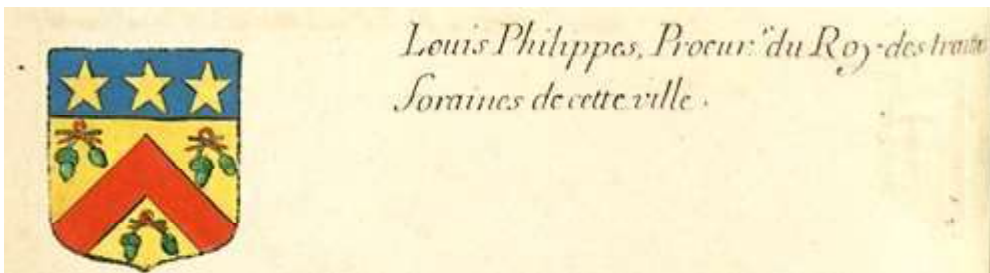 Louis Philippes, Procur.ʳ du Roy des traites
foraines de cette ville.